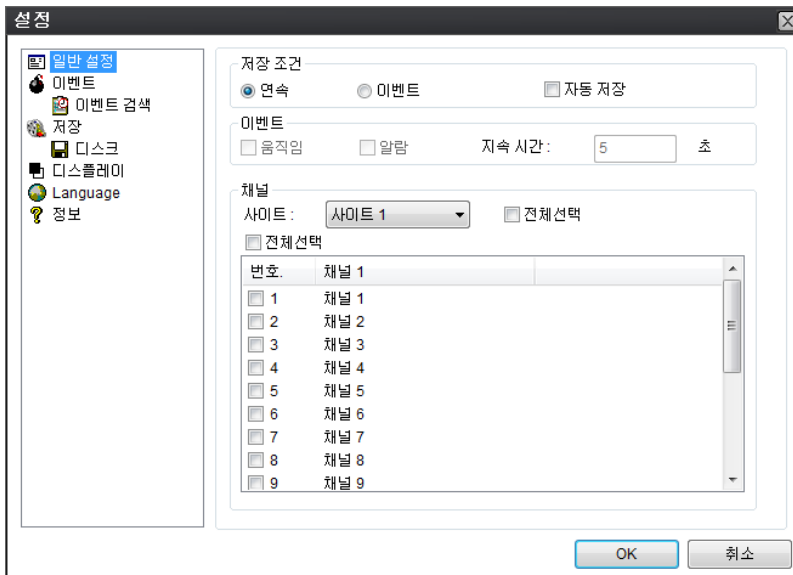 설정
일반 설정
이벤트
이벤트 검색
저장
디스크
디스플레이
Language
정보
저장 조건
연속 이벤트 자동 저장
이벤트
움직임 알람 지속 시간 : 5 초
채널
사이트 : 사이트 1 전체선택
전체선택
번호. 채널 1
1 채널 1
2 채널 2
3 채널 3
4 채널 4
5 채널 5
6 채널 6
7 채널 7
8 채널 8
9 채널 9
OK 취소